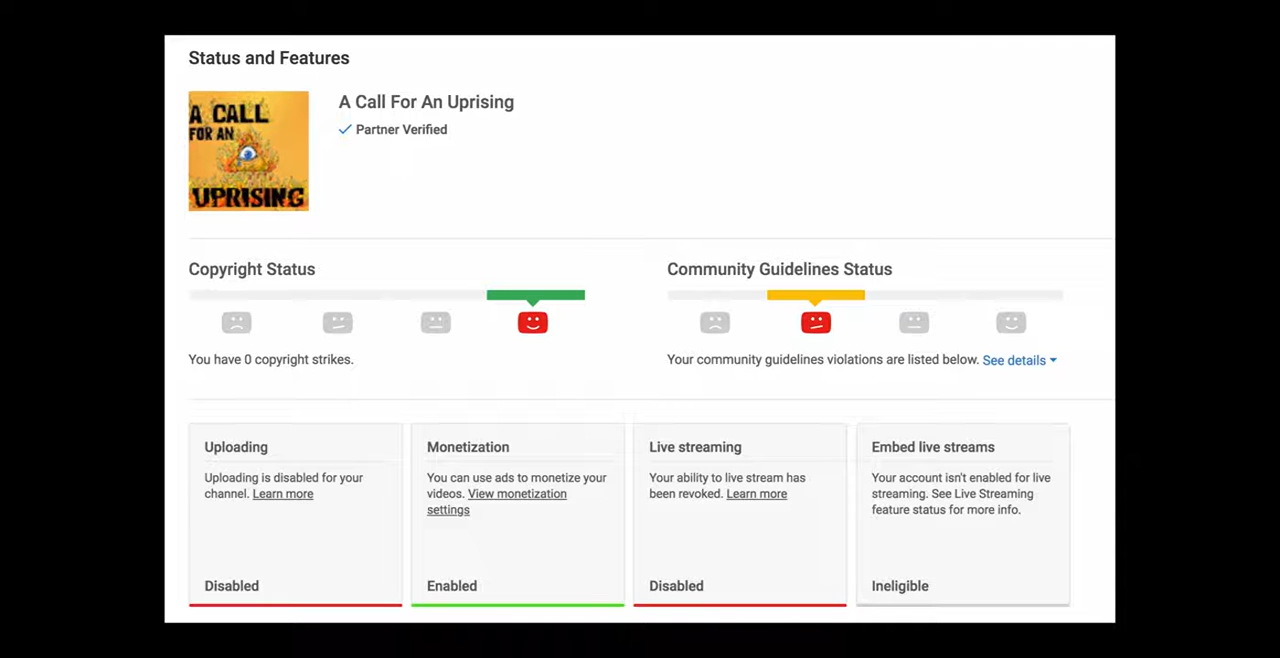 Status and Features
A CALL
FOR AN
UPRISING
A Call For An Uprising
Partner Verified
Copyright Status
You have 0 copyright strikes.
Community Guidelines Status
Your community guidelines violations are listed below. See details
Uploading
Uploading is disabled for your
channel. Learn more
Disabled
Monetization
You can use ads to monetize your
videos. View monetization
settings
Enabled
Live streaming
Your ability to live stream has
been revoked. Learn more
Disabled
Embed live streams
Your account isn't enabled for live
streaming. See Live Streaming
feature status for more info.
Ineligible